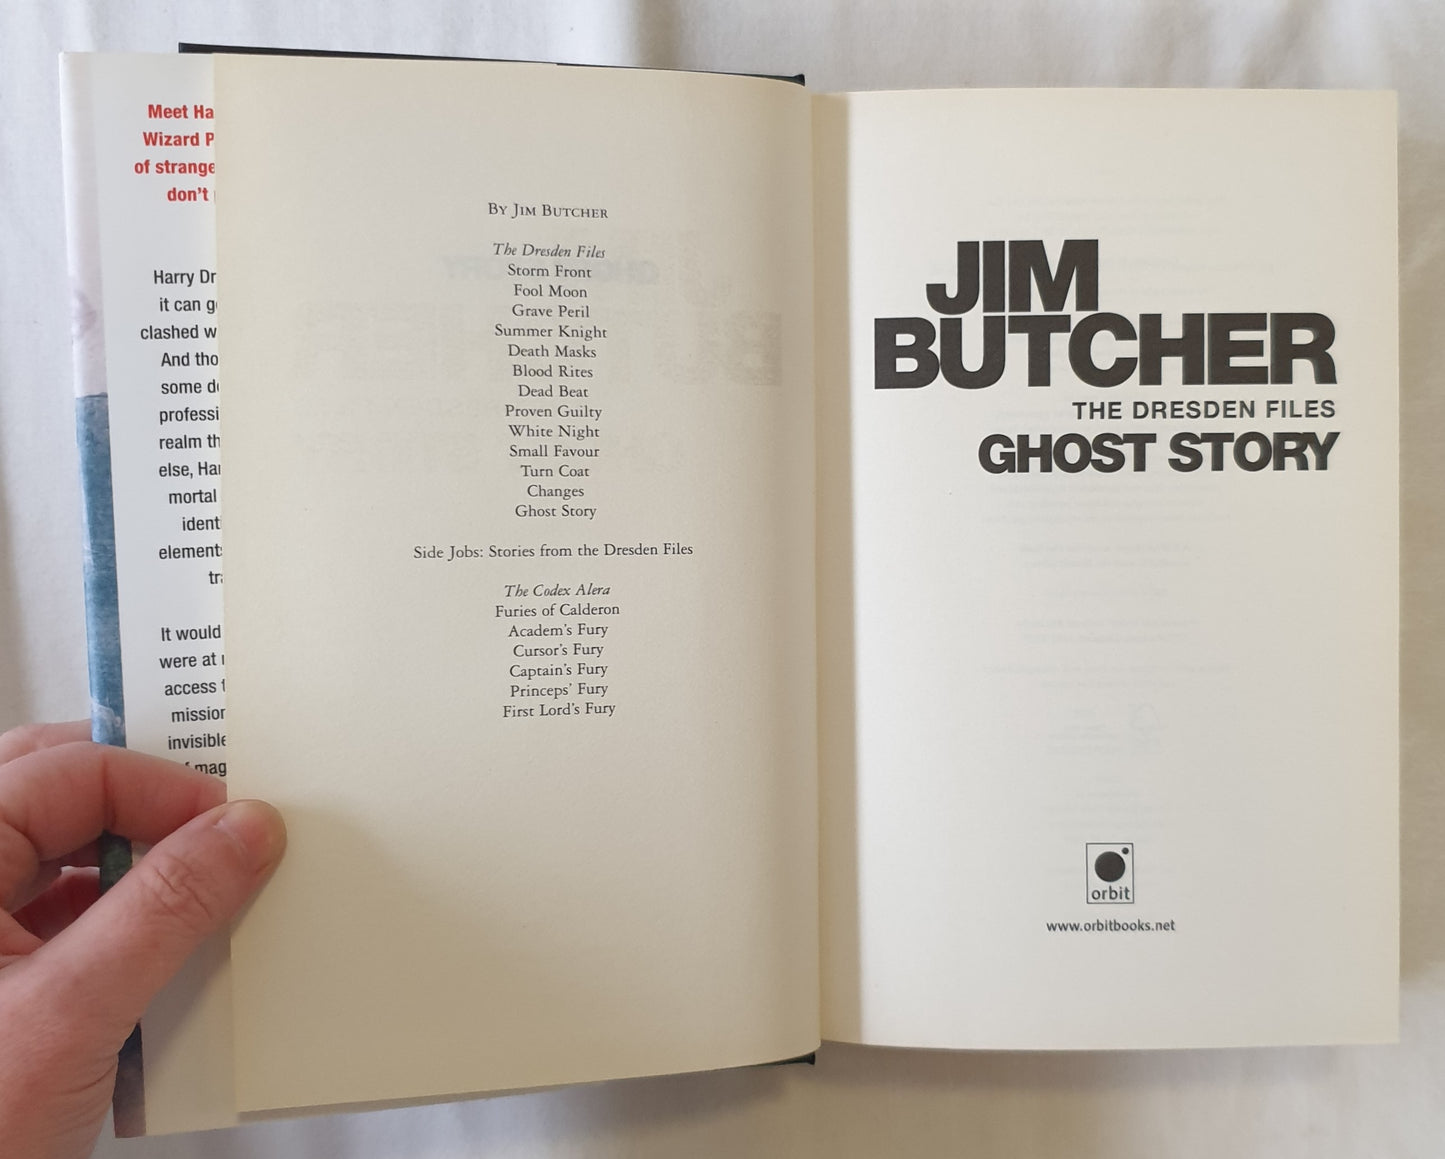 Meet Ha
Wizard P
of strange
don't
Harry Dr
it can g
clashed w
And tho
some d
professi
realm th
else, Har
mortal
identi
elements
tra
It would
were at
access t
mission
invisible
mag
BY JIM BUTCHER
The Dresden Files
Storm Front
Fool Moon
Grave Peril
Summer Knight
Death Masks
Blood Rites
Dead Beat
Proven Guilty
White Night
Small Favour
Turn Coat
Changes
Ghost Story
Side Jobs: Stories from the Dresden Files
The Codex Alera
Furies of Calderon
Academ's Fury
Cursor's Fury
Captain's Fury
Princeps' Fury
First Lord's Fury
JIM
BUTCHER
THE DRESDEN FILES
GHOST STORY
orbit
www.orbitbooks.net